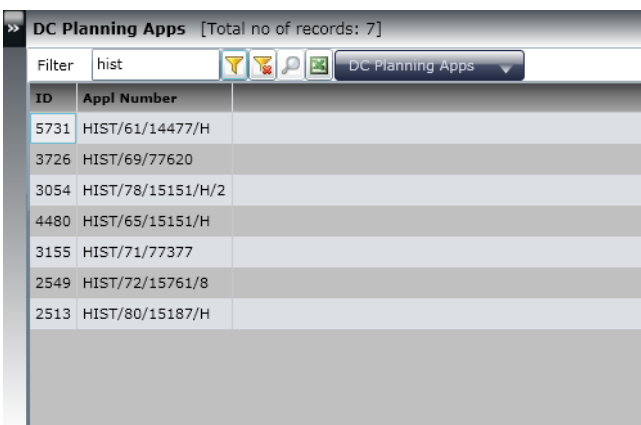 » DC Planning Apps [Total no of records: 7]
Filter hist DC Planning Apps
ID Appl Number
5731 HIST/61/14477/H
3726 HIST/69/77620
3054 HIST/78/15151/H/2
4480 HIST/65/15151/H
3155 HIST/71/77377
2549 HIST/72/15761/8
2513 HIST/80/15187/H